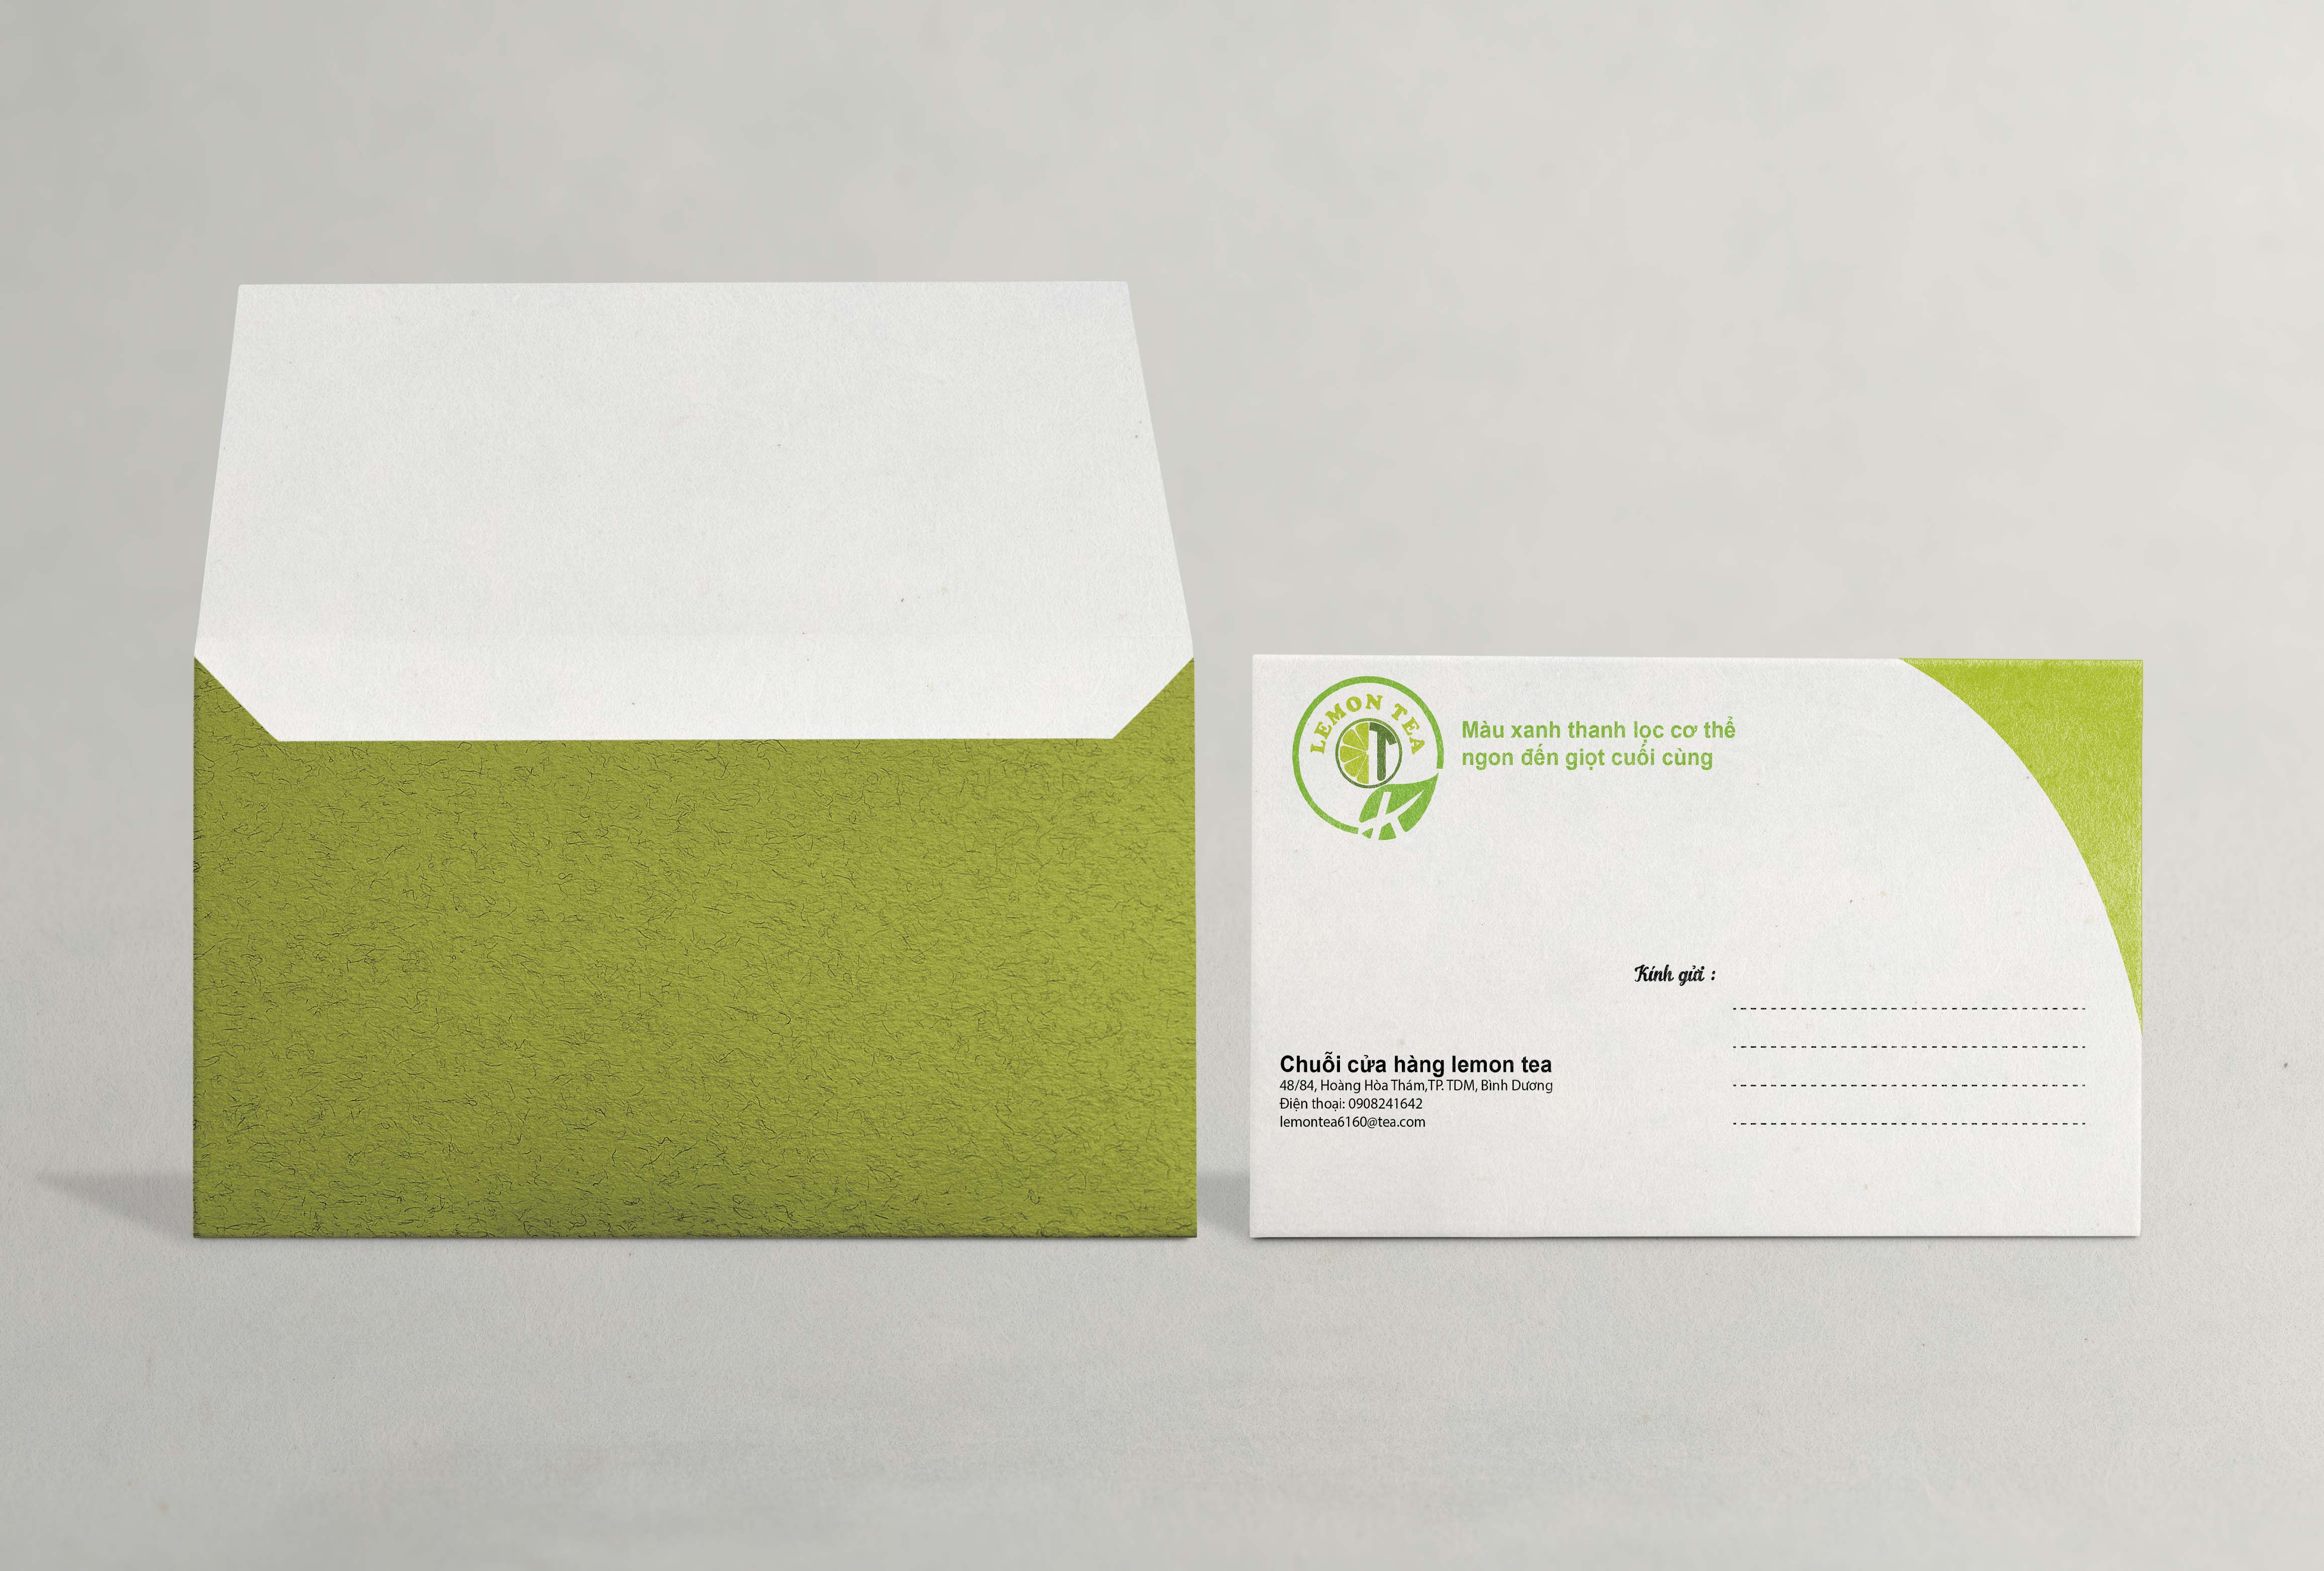 LEMON TEA
T
Màu xanh thanh lọc cơ thể
ngon đến giọt cuối cùng
Kính gửi :
Chuỗi cửa hàng lemon tea
48/84, Hoàng Hòa Thám,TP. TDM, Bình Dương
Điện thoại: 0908241642
lemontea6160@tea.com